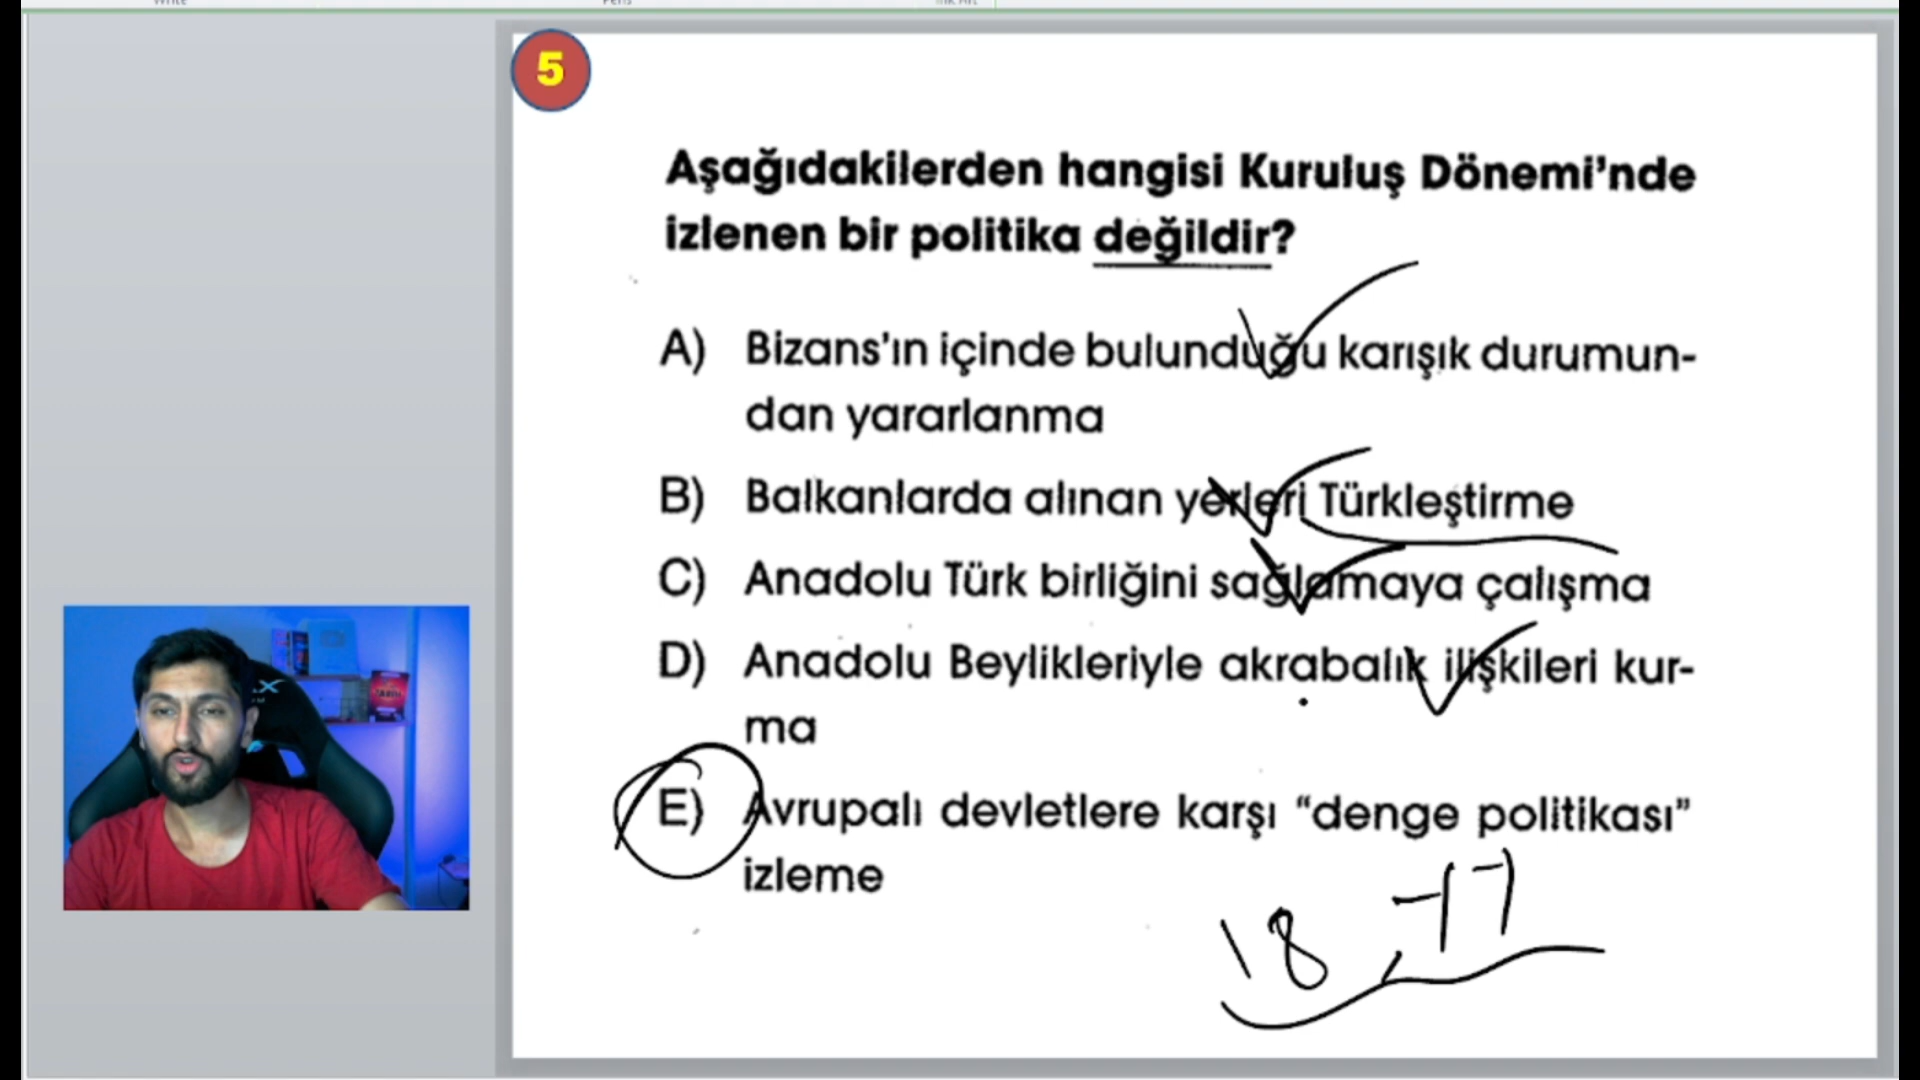 5
Aşağıdakilerden hangisi Kuruluş Dönemi’nde
izlenen bir politika değildir?
A) Bizans’ın içinde bulunduğu karışık durumun-
dan yararlanma
B) Balkanlarda alınan yerleri Türkleştirme
C) Anadolu Türk birliğini sağlamaya çalışma
D) Anadolu Beylikleriyle akrabalık ilişkileri kur-
ma
E) Avrupalı devletlere karşı “denge politikası”
izleme
18